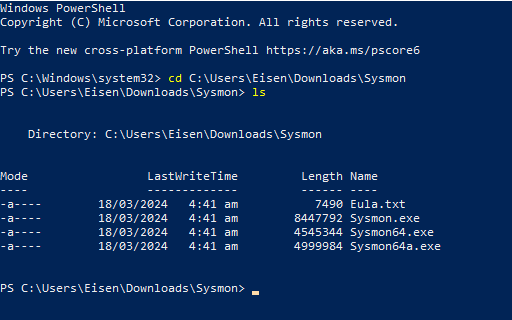 Windows PowerShell
Copyright (C) Microsoft Corporation. All rights reserved.
Try the new cross-platform PowerShell https://aka.ms/pscore6
PS C:\Windows\system32> cd C:\Users\Eisen\Downloads\Sysmon
PS C:\Users\Eisen\Downloads\Sysmon> ls
Directory: C:\Users\Eisen\Downloads\Sysmon
Mode LastWriteTime Length Name
---- ------------- ------ ----
-a---- 18/03/2024 4:41 am 7490 Eula.txt
-a---- 18/03/2024 4:41 am 8447792 Sysmon.exe
-a---- 18/03/2024 4:41 am 4545344 Sysmon64.exe
-a---- 18/03/2024 4:41 am 4999984 Sysmon64a.exe
PS C:\Users\Eisen\Downloads\Sysmon>